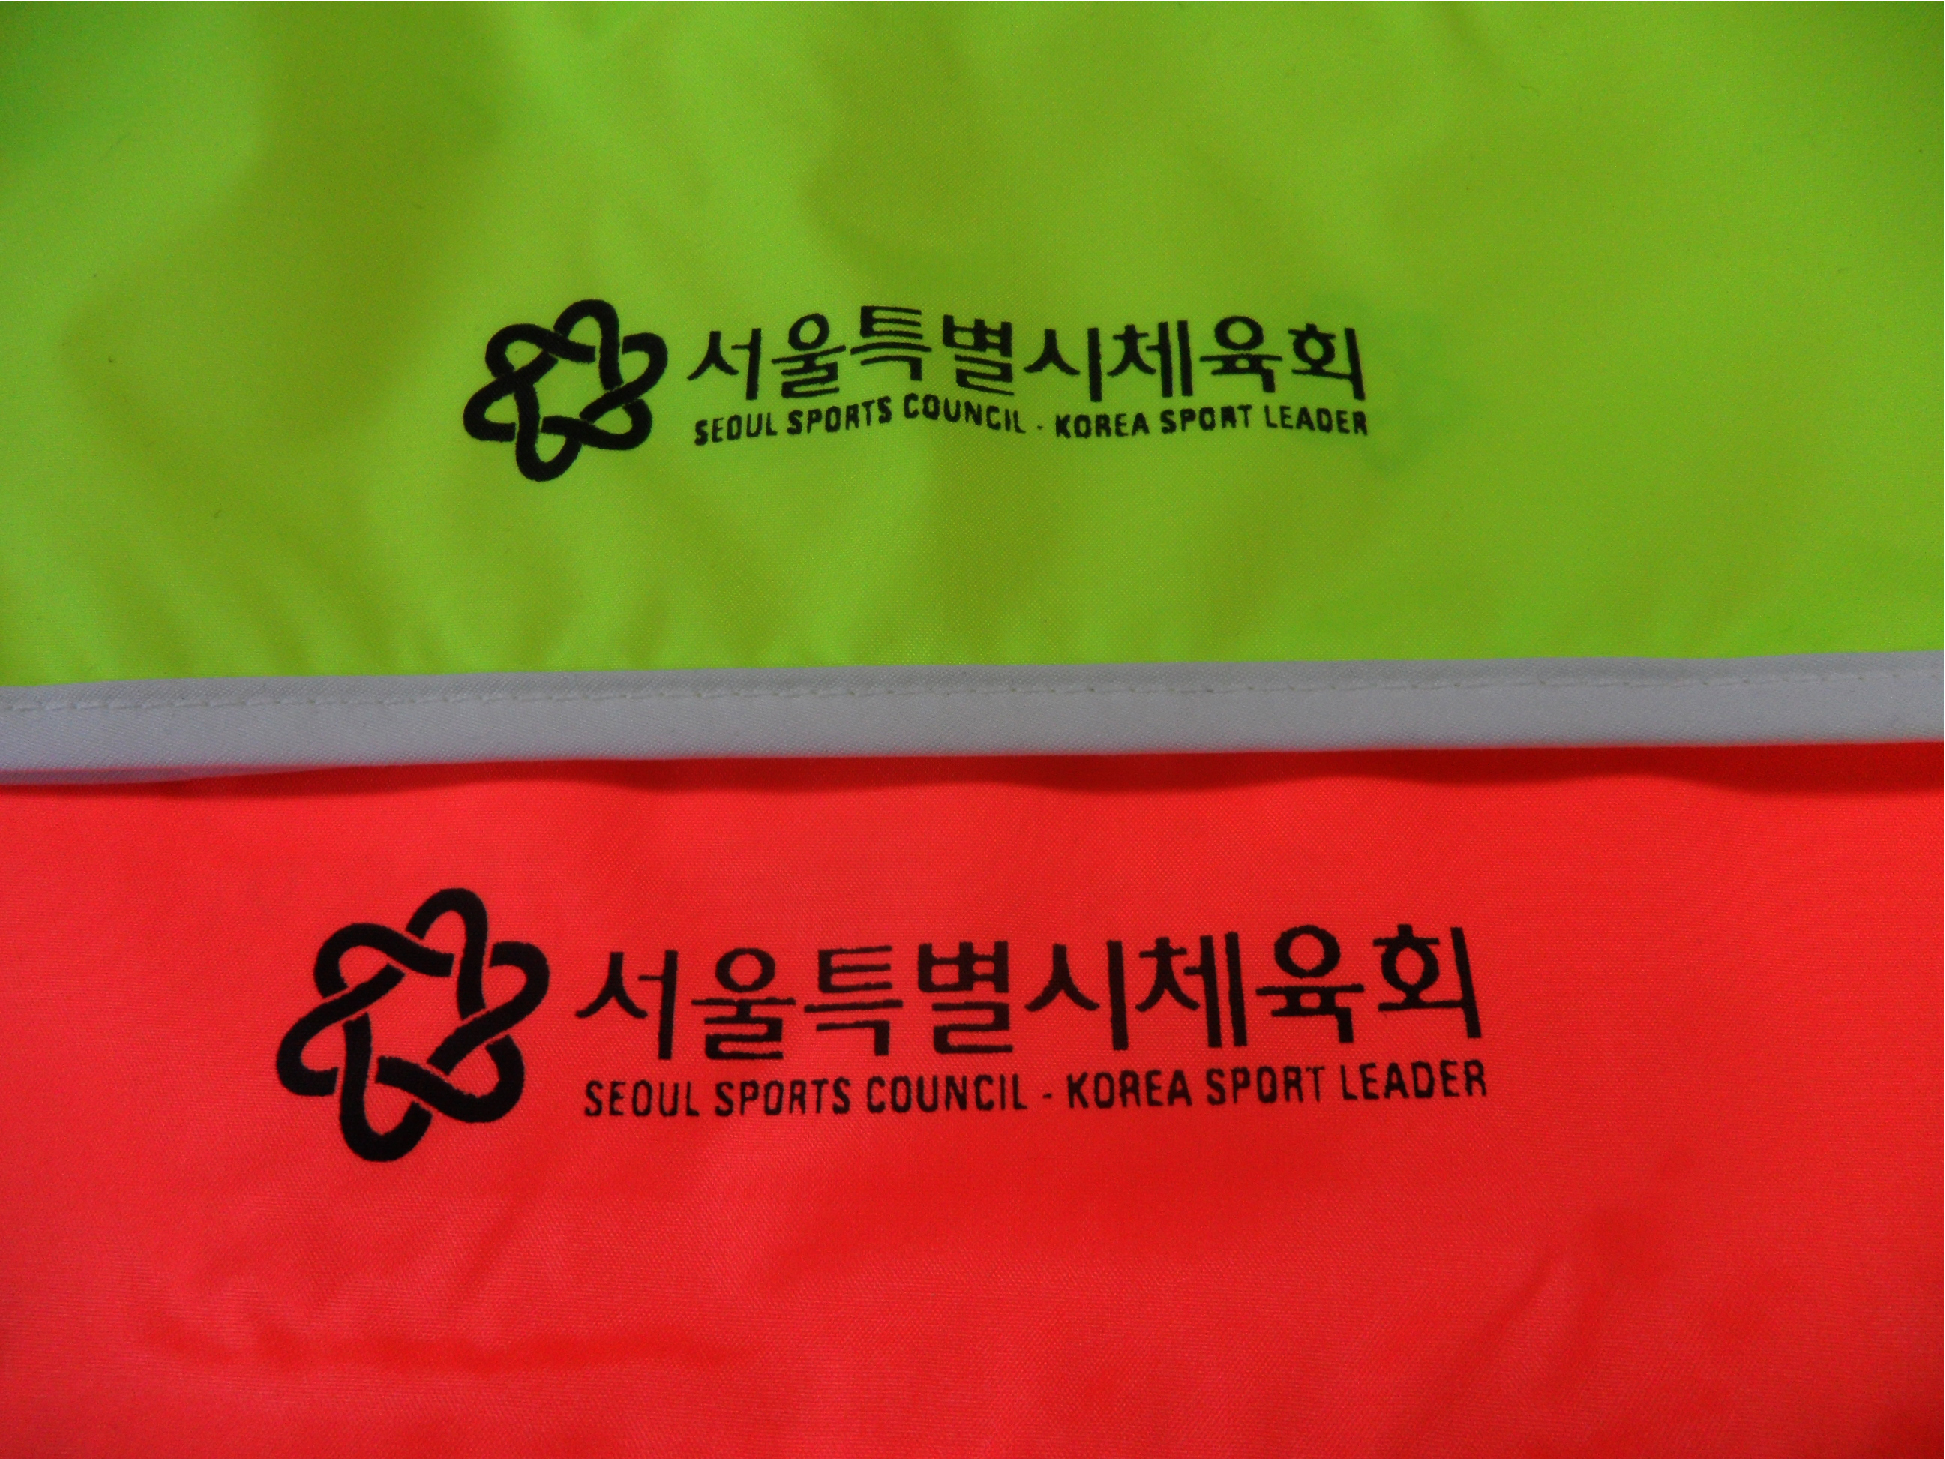 서울특별시체육회
SEOUL SPORTS COUNCIL - KOREA SPORT LEADER
서울특별시체육회
SEOUL SPORTS COUNCIL - KOREA SPORT LEADER